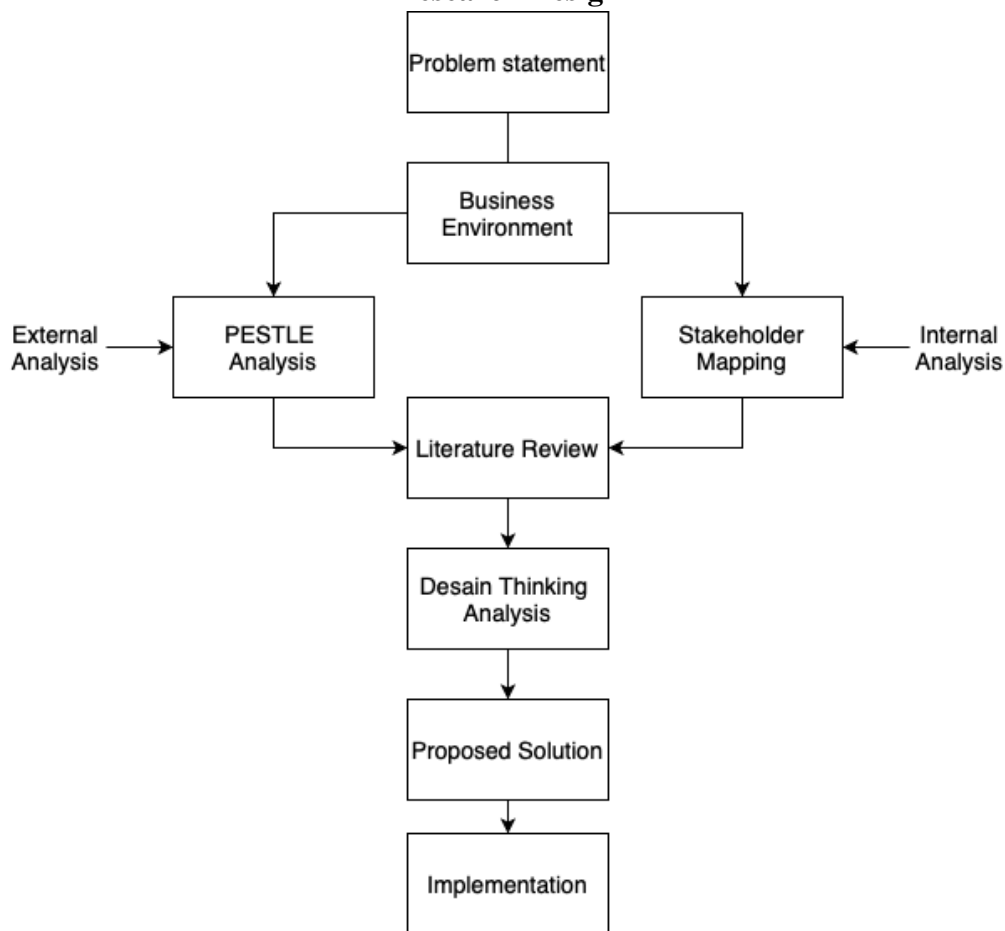 Problem statement
Business
Environment
External
Analysis
PESTLE
Analysis
Stakeholder
Mapping
Internal
Analysis
Literature Review
Desain Thinking
Analysis
Proposed Solution
Implementation